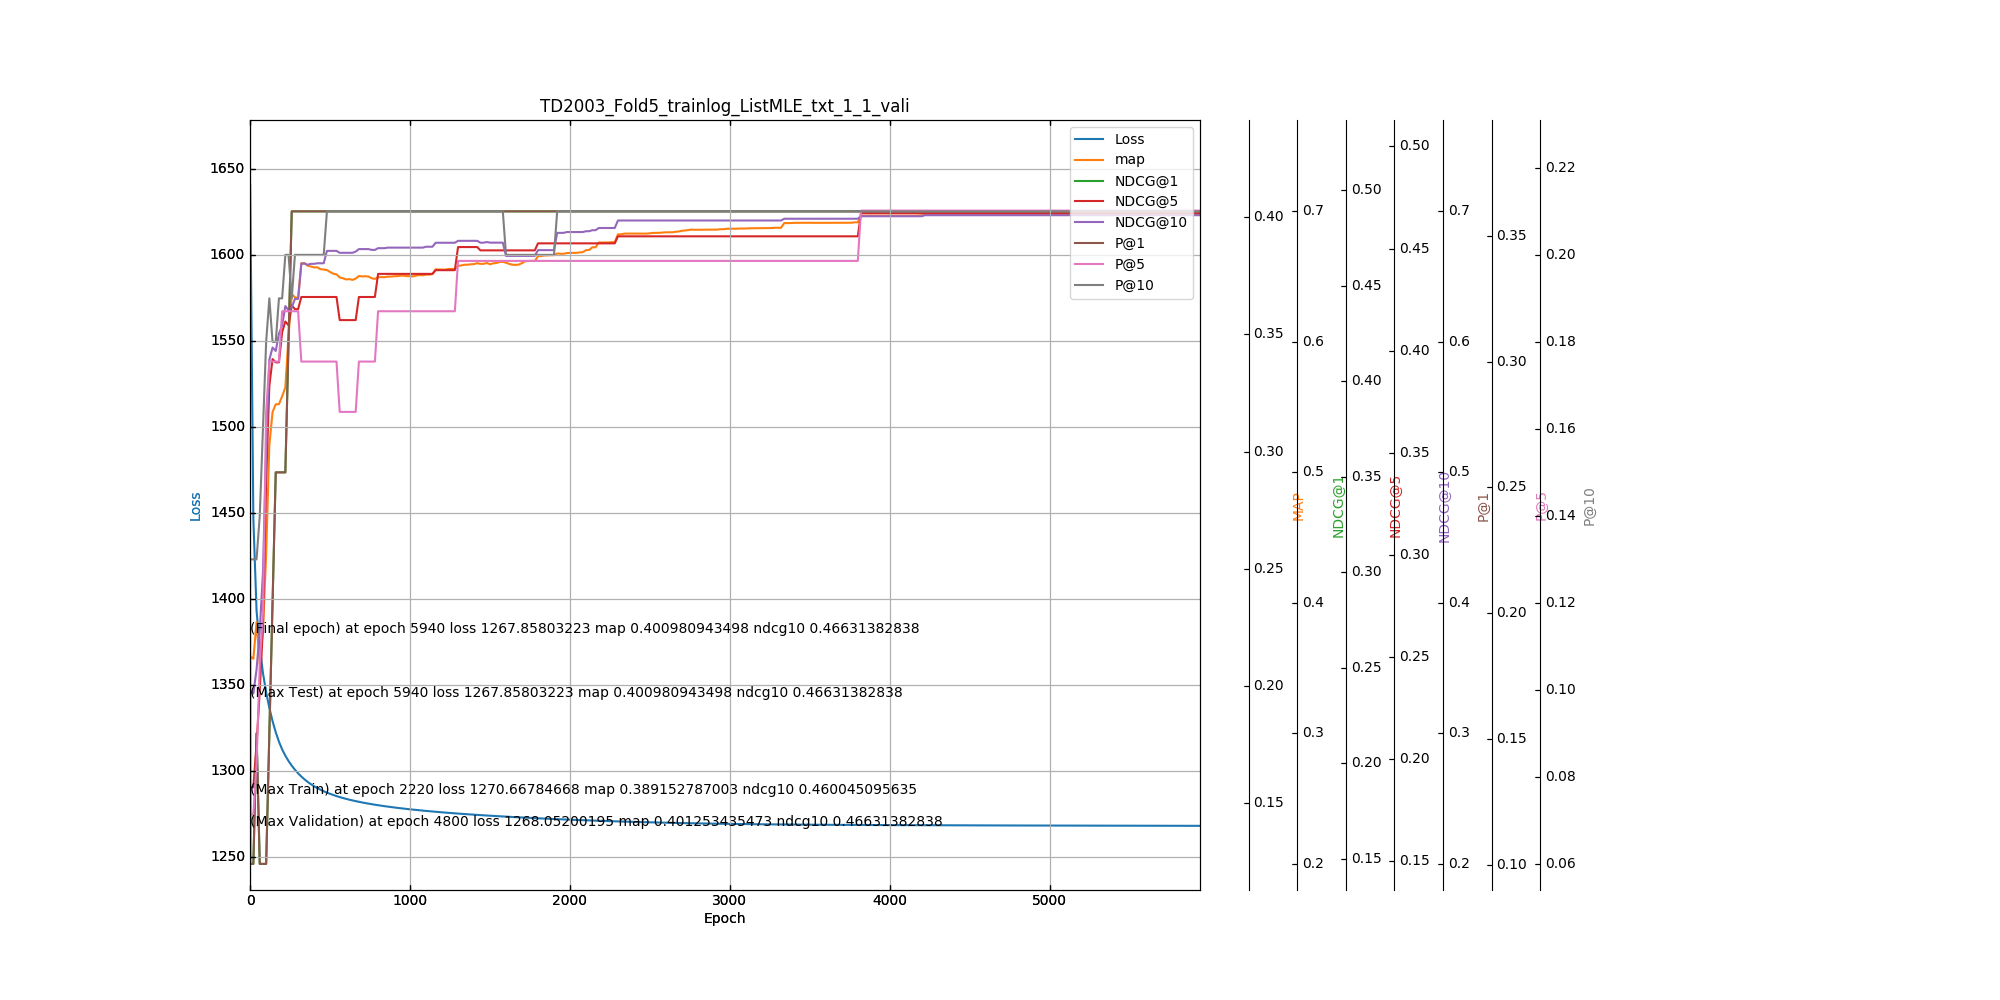 TD2003_Fold5_trainlog_ListMLE_txt_1_1_vali
Loss
map
NDCG@1
NDCG@5
NDCG@10
P@1
P@5
P@10
1650
1600
1550
1500
1450
1400
1350
1300
1250
Loss
(Final epoch) at epoch 5940 loss 1267.85803223 map 0.400980943498 ndcg10 0.46631382838
(Max Test) at epoch 5940 loss 1267.85803223 map 0.400980943498 ndcg10 0.46631382838
(Max Train) at epoch 2220 loss 1270.66784668 map 0.389152787003 ndcg10 0.460045095635
(Max Validation) at epoch 4800 loss 1268.05200195 map 0.401253435473 ndcg10 0.46631382838
0 1000 2000 3000 4000 5000
Epoch
0.40
0.35
0.30
0.25
0.20
0.15
MAP
0.7
0.6
0.5
0.4
0.3
0.2
NDCG@1
0.50
0.45
0.40
0.35
0.30
0.25
0.20
0.15
NDCG@5
0.50
0.45
0.40
0.35
0.30
0.25
0.20
0.15
NDCG@10
0.7
0.6
0.5
0.4
0.3
0.2
P@1
0.35
0.30
0.25
0.20
0.15
0.10
P@5
0.22
0.20
0.18
0.16
0.14
0.12
0.10
0.08
0.06
P@10